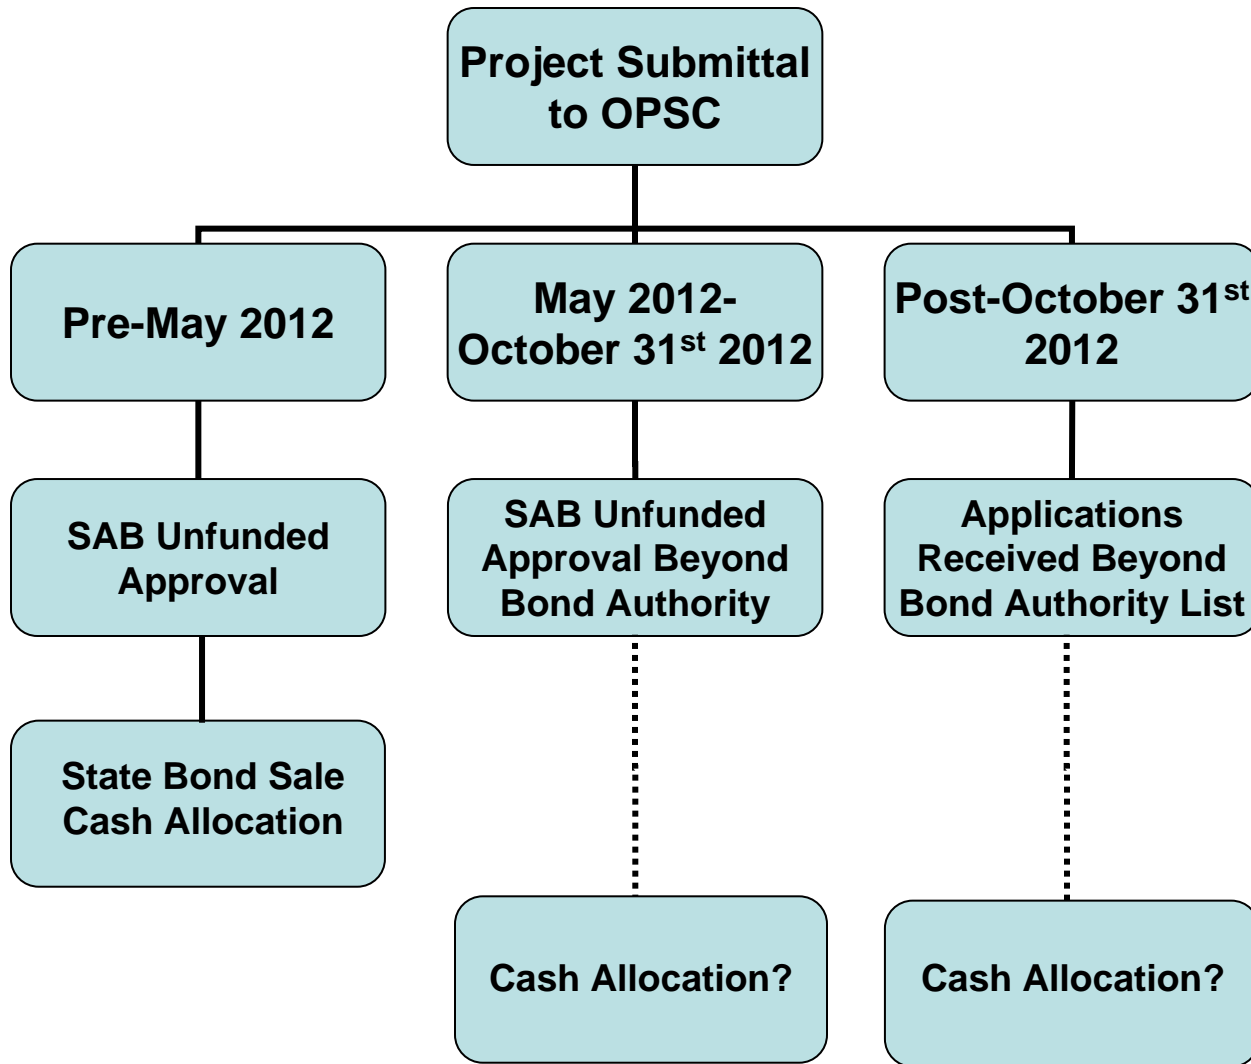 Project Submittal
to OPSC
Pre-May 2012
May 2012-
October 31st 2012
Post-October 31st
2012
SAB Unfunded
Approval
SAB Unfunded
Approval Beyond
Bond Authority
Applications
Received Beyond
Bond Authority List
State Bond Sale
Cash Allocation
Cash Allocation?
Cash Allocation?